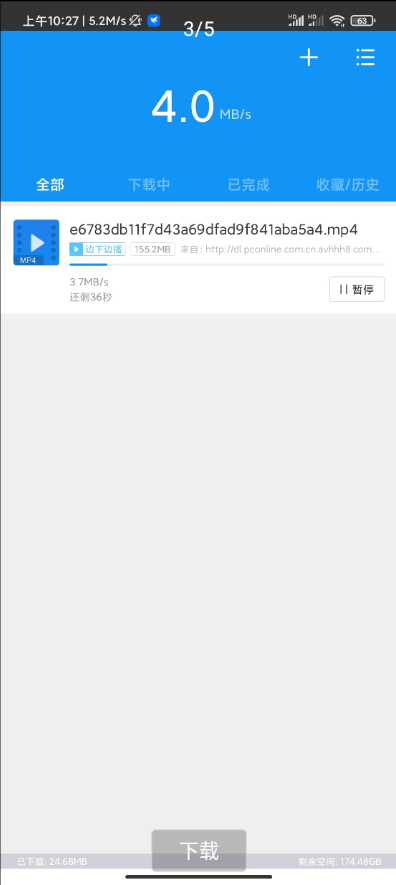 上午10:27 | 5.2M/s
HD HD 63
3/5
4.0 MB/s
全部 下载中 已完成 收藏/历史
e6783db11f7d43a69dfad9f841aba5a4.mp4
MP4 边下边播 155.2MB 来自: http://dl.pconline.com.cn.avhhh8.com...
3.7MB/s
还剩36秒
暂停
下载
已下载: 24.68MB 剩余空间: 174.48GB